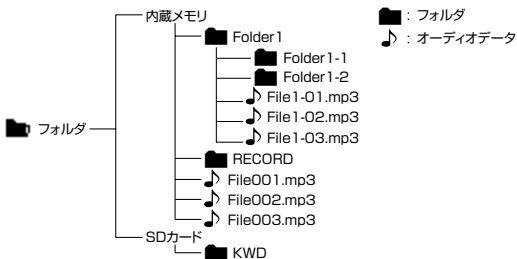 内蔵メモリ
Folder1
Folder1-1
Folder1-2
File1-01.mp3
File1-02.mp3
File1-03.mp3
フォルダ
RECORD
File001.mp3
File002.mp3
File003.mp3
SDカード
KWD
: フォルダ
: オーディオデータ